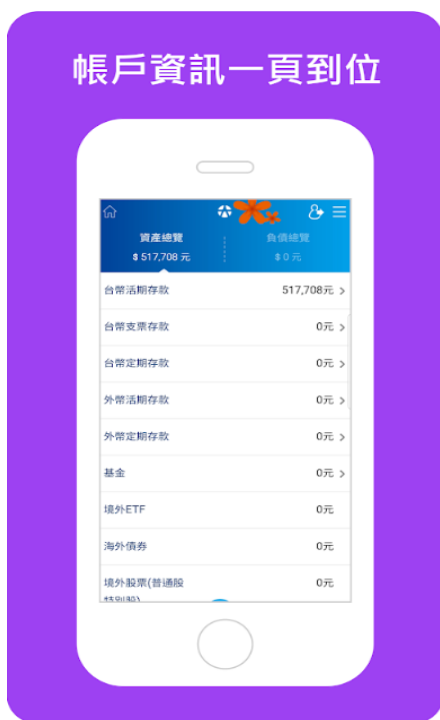 帳戶資訊一頁到位
資產總覽 負債總覽
$ 517,708 元 $ 0 元
台幣活期存款 517,708元
台幣支票存款 0元
台幣定期存款 0元
外幣活期存款 0元
外幣定期存款 0元
基金 0元
境外ETF 0元
海外債券 0元
境外股票(普通股 0元
特別股)